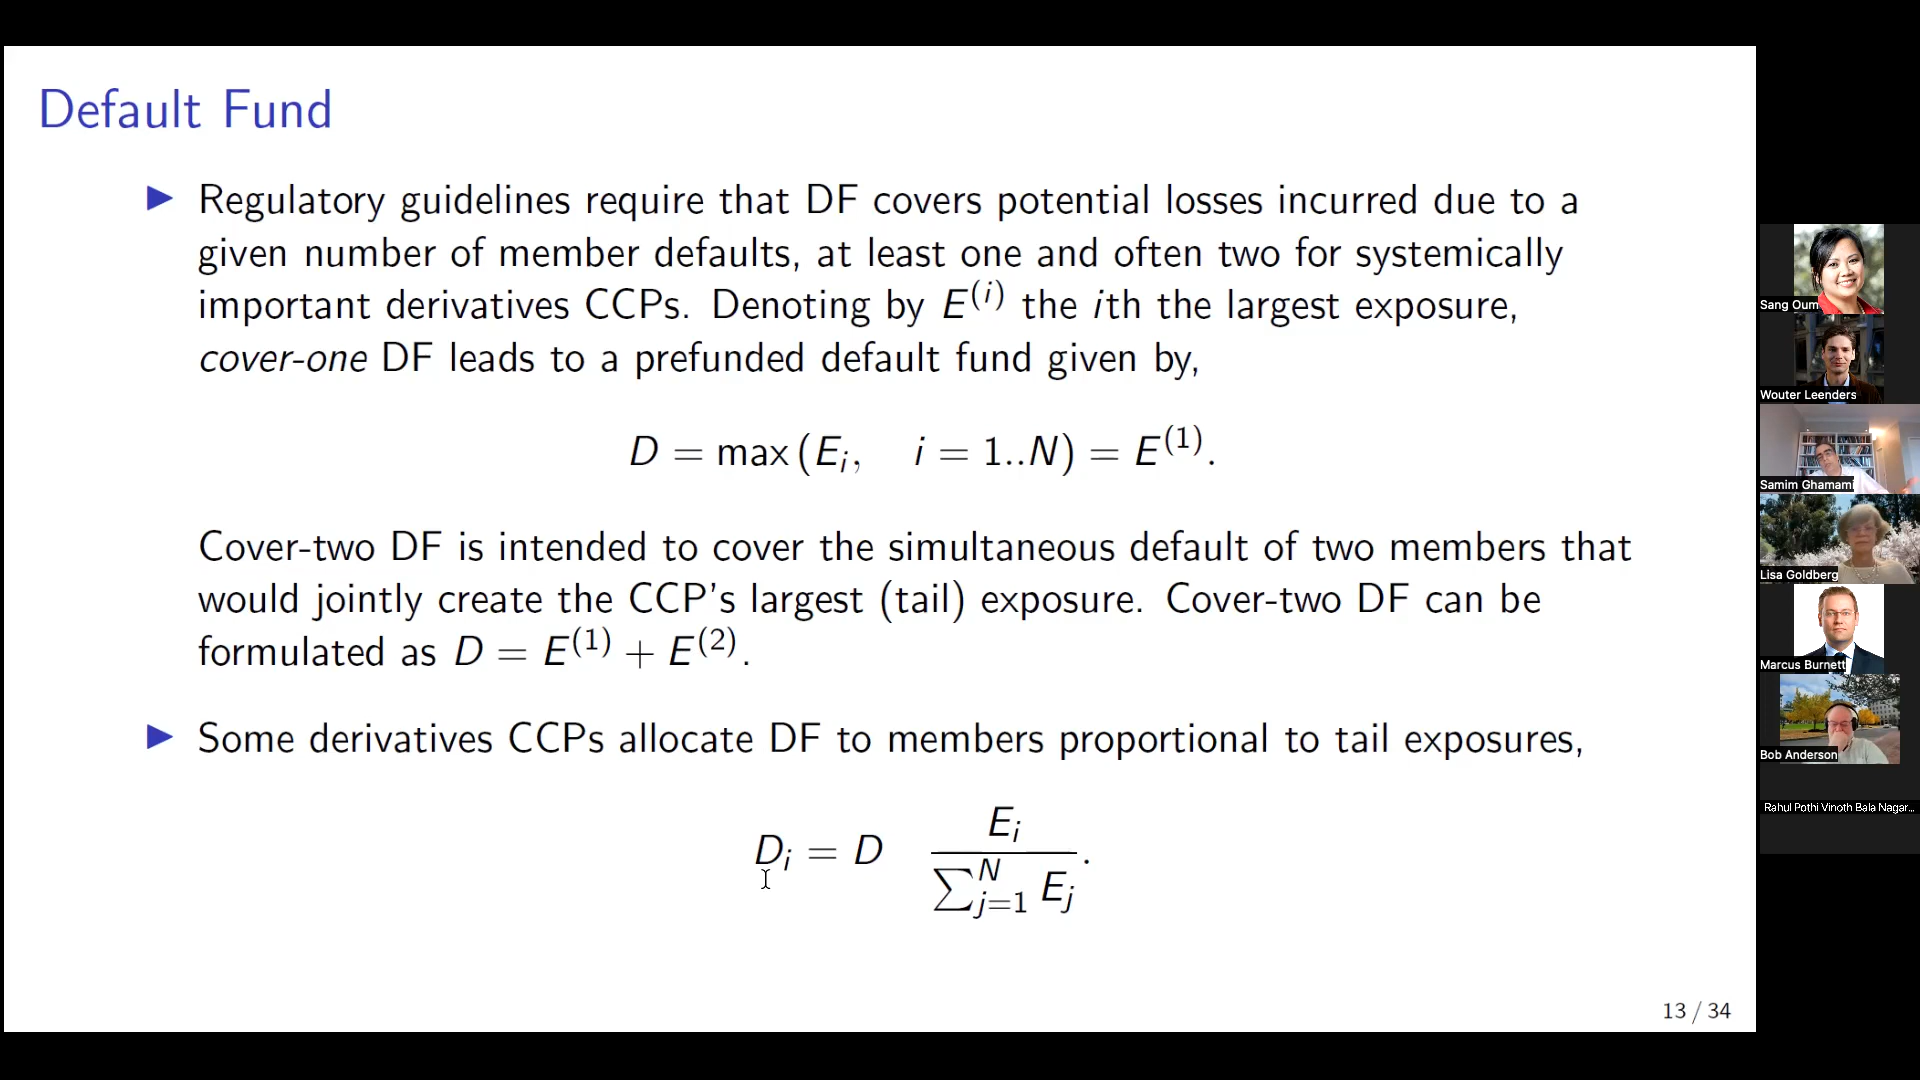 Default Fund
▶ Regulatory guidelines require that DF covers potential losses incurred due to a
given number of member defaults, at least one and often two for systemically
important derivatives CCPs. Denoting by E^(i) the ith the largest exposure,
cover-one DF leads to a prefunded default fund given by,
D = max (E_i, i = 1..N) = E^(1).
Cover-two DF is intended to cover the simultaneous default of two members that
would jointly create the CCP's largest (tail) exposure. Cover-two DF can be
formulated as D = E^(1) + E^(2).
▶ Some derivatives CCPs allocate DF to members proportional to tail exposures,
D_i = D E_i / ∑_{j=1}^N E_j.
13 / 34
Sang Oum
Wouter Leenders
Samim Ghamami
Lisa Goldberg
Marcus Burnett
Bob Anderson
Rahul Pothi Vinoth Bala Nagar...